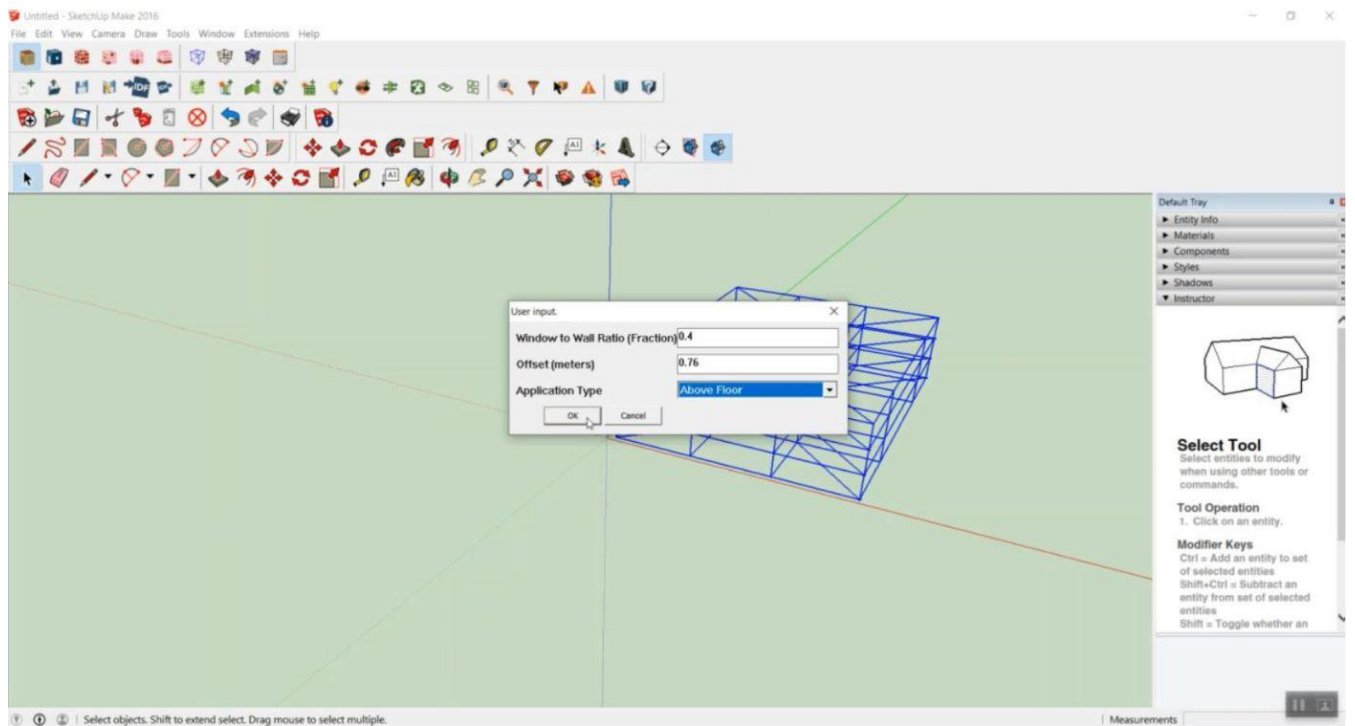 Untitled - SketchUp Make 2016
File Edit View Camera Draw Tools Window Extensions Help
IDF
A1
A1
Default Tray
Entity Info
Materials
Components
Styles
Shadows
Instructor
User input.
Window to Wall Ratio (Fraction) 0.4
Offset (meters) 0.76
Application Type Above Floor
OK Cancel
Select Tool
Select entities to modify
when using other tools or
commands.
Tool Operation
1. Click on an entity.
Modifier Keys
Ctrl = Add an entity to set
of selected entities
Shift+Ctrl = Subtract an
entity from set of selected
entities
Shift = Toggle whether an
Select objects. Shift to extend select. Drag mouse to select multiple.
Measurements